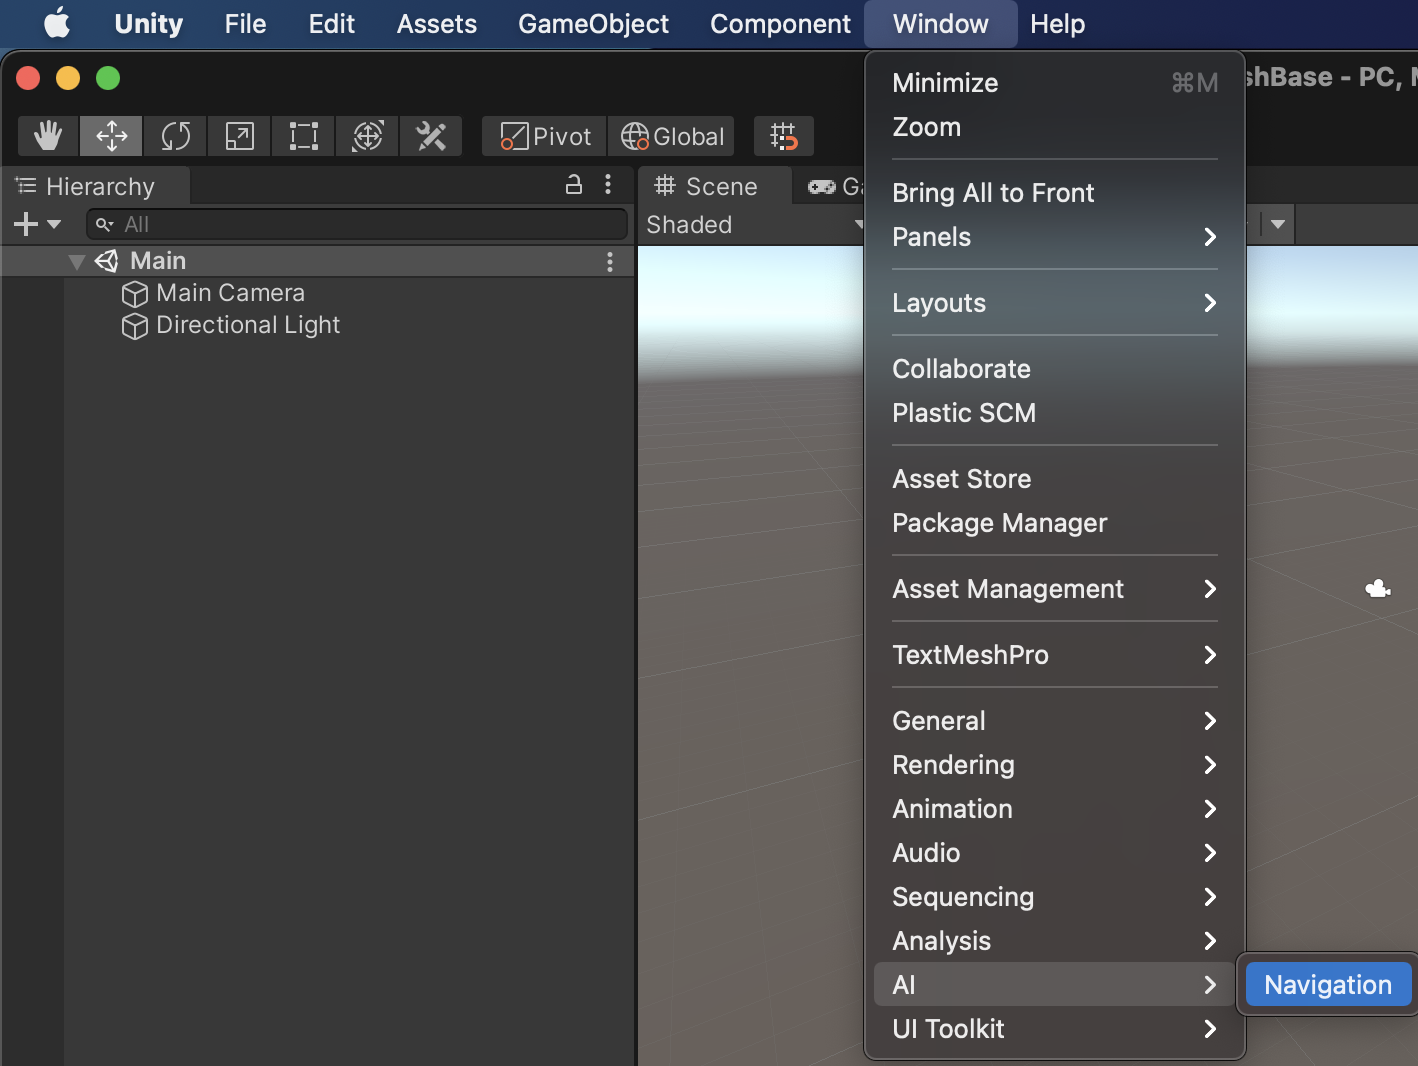 Unity File Edit Assets GameObject Component Window Help
shBase - PC,
Pivot Global
Hierarchy
All
Main
Main Camera
Directional Light
Scene
Shaded
Minimize ⌘M
Zoom
Bring All to Front
Panels
Layouts
Collaborate
Plastic SCM
Asset Store
Package Manager
Asset Management
TextMeshPro
General
Rendering
Animation
Audio
Sequencing
Analysis
AI
Navigation
UI Toolkit